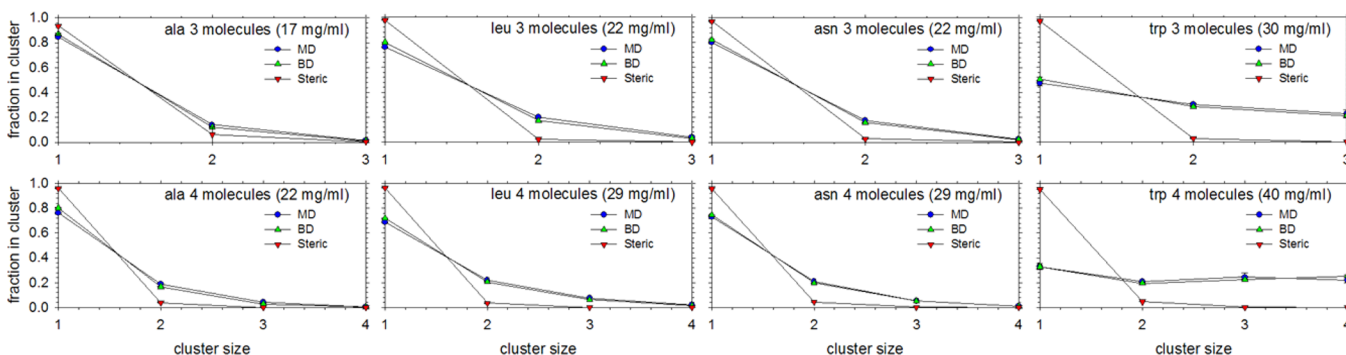 fraction in cluster
1.0
0.8
0.6
0.4
0.2
0.0
ala 3 molecules (17 mg/ml)
MD
BD
Steric
1 2 3
leu 3 molecules (22 mg/ml)
MD
BD
Steric
1 2 3
asn 3 molecules (22 mg/ml)
MD
BD
Steric
1 2 3
trp 3 molecules (30 mg/ml)
MD
BD
Steric
1 2 3
fraction in cluster
1.0
0.8
0.6
0.4
0.2
0.0
ala 4 molecules (22 mg/ml)
MD
BD
Steric
1 2 3 4
cluster size
leu 4 molecules (29 mg/ml)
MD
BD
Steric
1 2 3 4
cluster size
asn 4 molecules (29 mg/ml)
MD
BD
Steric
1 2 3 4
cluster size
trp 4 molecules (40 mg/ml)
MD
BD
Steric
1 2 3 4
cluster size